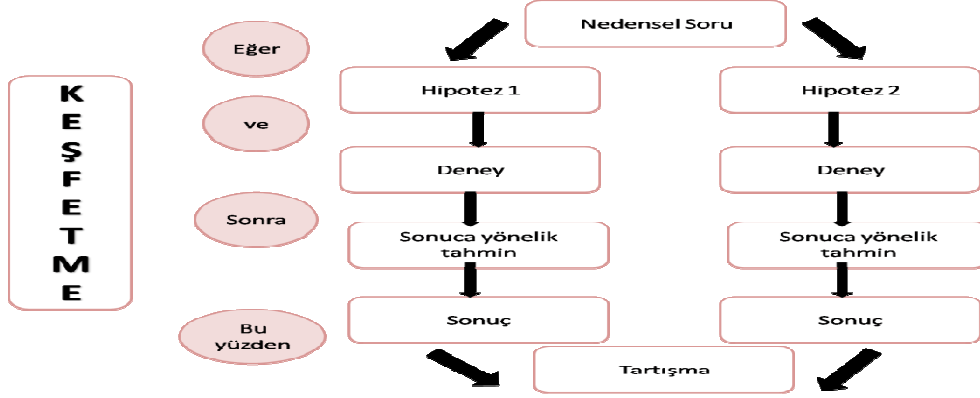 KEŞFETME
Eğer
ve
Sonra
Bu
yüzden
Nedensel Soru
Hipotez 1
Deney
Sonuca yönelik
tahmin
Sonuç
Hipotez 2
Deney
Sonuca yönelik
tahmin
Sonuç
Tartışma